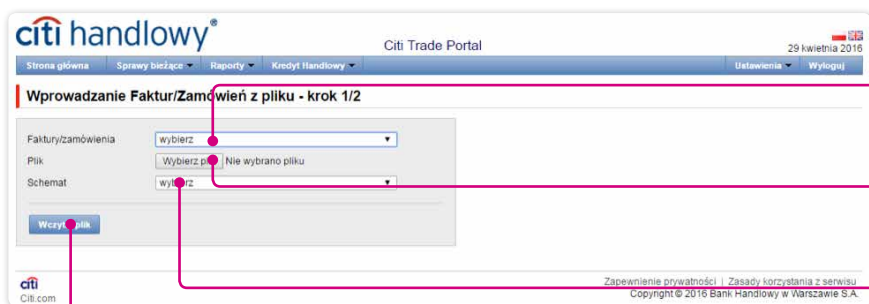 citi handlowy®
Citi Trade Portal
29 kwietnia 2016
Strona główna Sprawy bieżące Raporty Kredyt Handlowy Ustawienia Wyloguj
Wprowadzanie Faktur/Zamówień z pliku - krok 1/2
Faktury/zamówienia wybierz
Plik Wybierz plik Nie wybrano pliku
Schemat wybierz
Wczytaj plik
citi
Citi.com
Zapewnienie prywatności | Zasady korzystania z serwisu
Copyright © 2016 Bank Handlowy w Warszawie S.A.